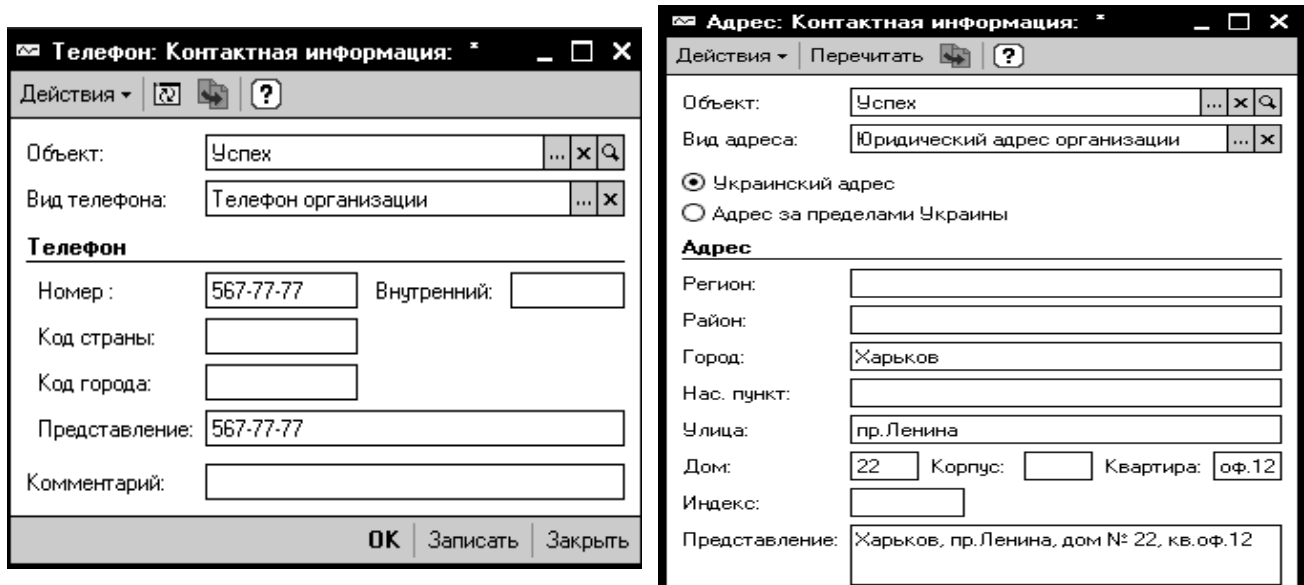 Телефон: Контактная информация: *
Действия
Объект: Успех ...
Вид телефона: Телефон организации ...
Телефон
Номер : 567-77-77 Внутренний:
Код страны:
Код города:
Представление: 567-77-77
Комментарий:
OK Записать Закрыть
Адрес: Контактная информация: *
Действия Перечитать
Объект: Успех ...
Вид адреса: Юридический адрес организации ...
Украинский адрес
Адрес за пределами Украины
Адрес
Регион:
Район:
Город: Харьков
Нас. пункт:
Улица: пр.Ленина
Дом: 22 Корпус: Квартира: оф.12
Индекс:
Представление: Харьков, пр.Ленина, дом № 22, кв.оф.12